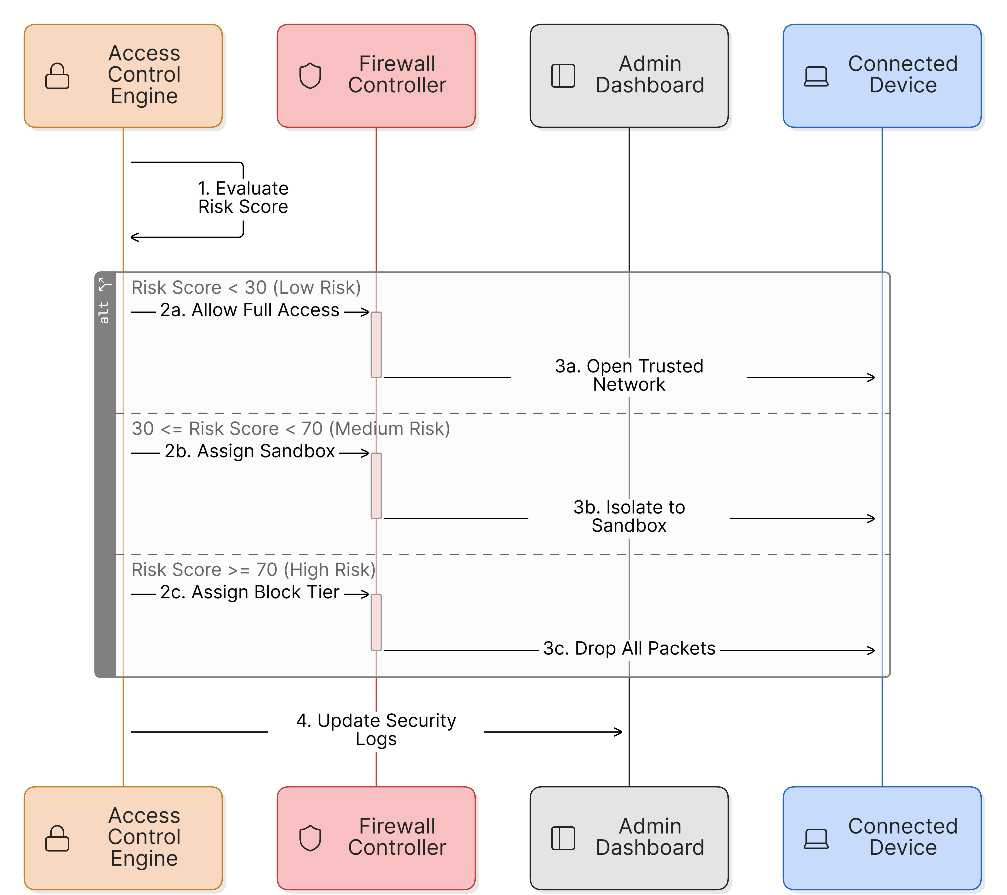 Access
Control
Engine
Firewall
Controller
Admin
Dashboard
Connected
Device
1. Evaluate
Risk Score
alt
Risk Score < 30 (Low Risk)
2a. Allow Full Access
3a. Open Trusted
Network
30 <= Risk Score < 70 (Medium Risk)
2b. Assign Sandbox
3b. Isolate to
Sandbox
Risk Score >= 70 (High Risk)
2c. Assign Block Tier
3c. Drop All Packets
4. Update Security
Logs
Access
Control
Engine
Firewall
Controller
Admin
Dashboard
Connected
Device